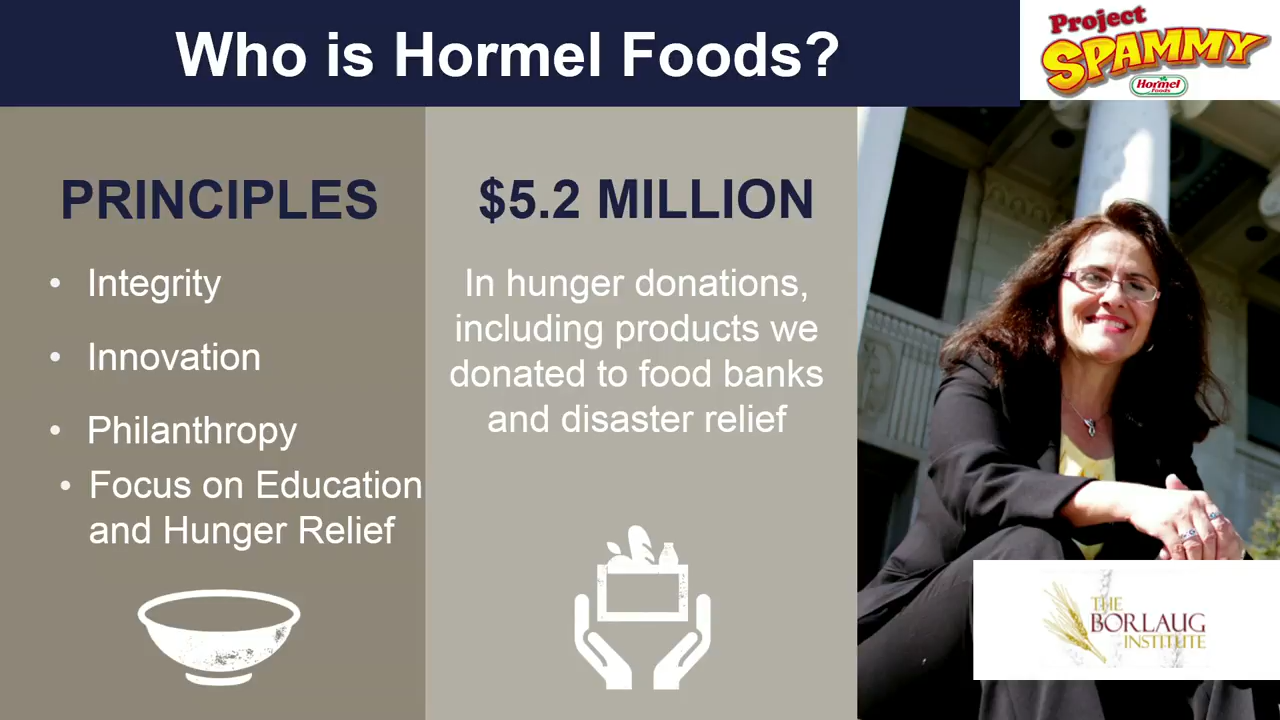 Who is Hormel Foods?
Project
SPAMMY
Hormel
Foods
PRINCIPLES
• Integrity
• Innovation
• Philanthropy
• Focus on Education
and Hunger Relief
$5.2 MILLION
In hunger donations,
including products we
donated to food banks
and disaster relief
THE
BORLAUG
INSTITUTE